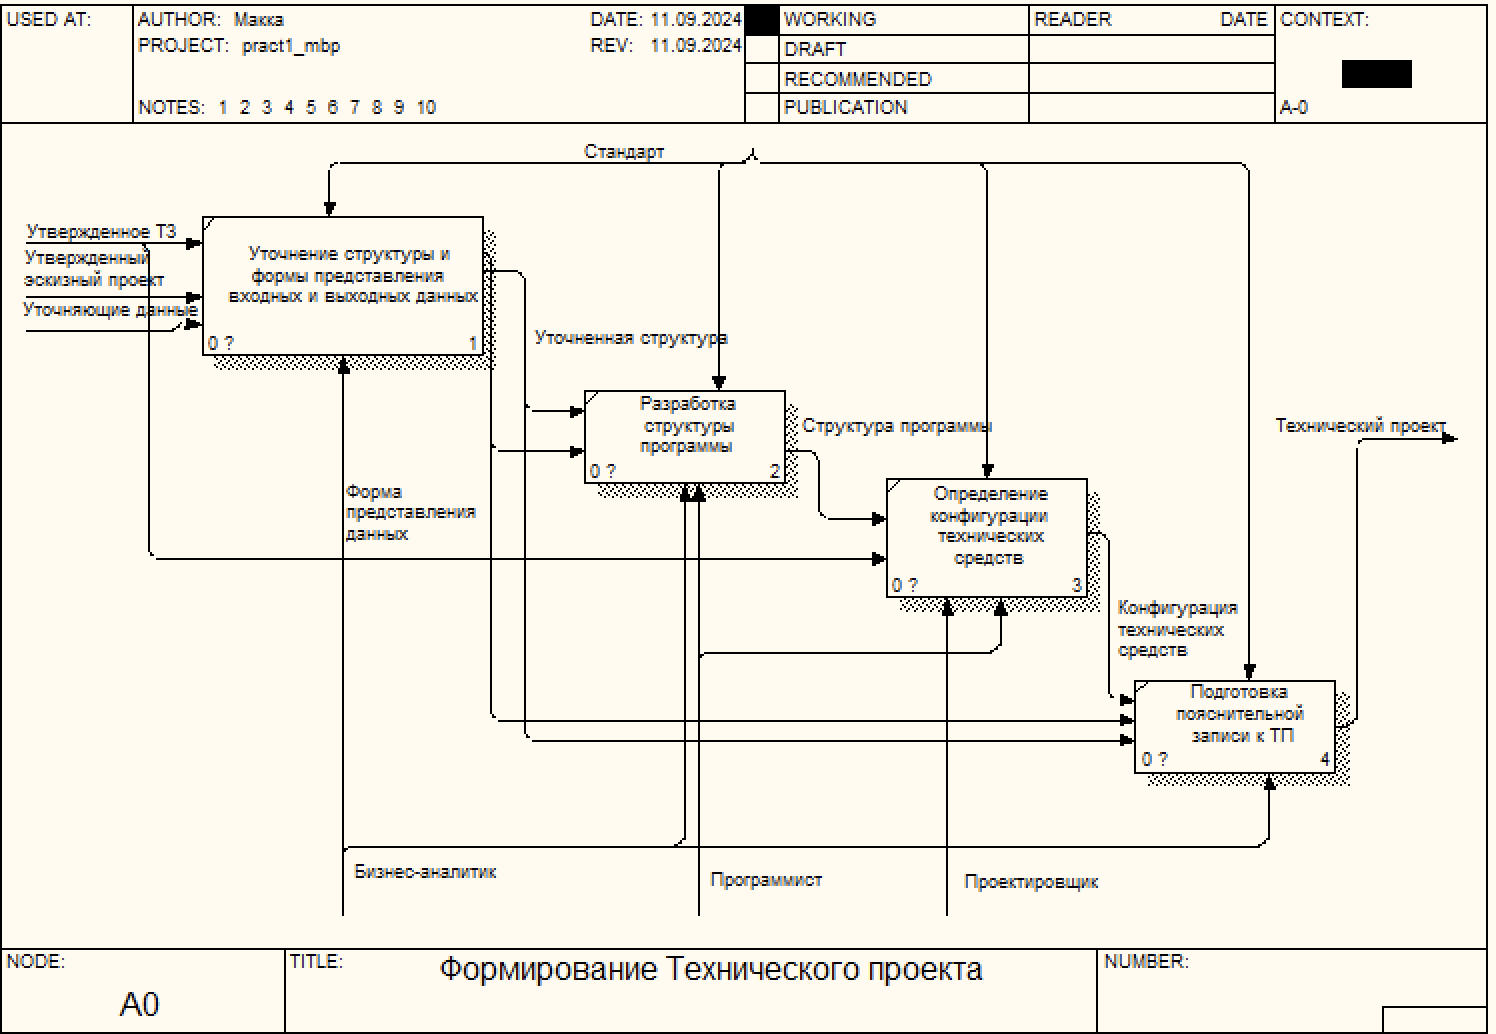 USED AT:
AUTHOR: Макка
DATE: 11.09.2024
PROJECT: pract1_mbp
REV: 11.09.2024
NOTES: 1 2 3 4 5 6 7 8 9 10
WORKING
DRAFT
RECOMMENDED
PUBLICATION
READER
DATE
CONTEXT:
A-0
Стандарт
Утвержденное ТЗ
Утвержденный
эскизный проект
Уточняющие данные
Уточнение структуры и
формы представления
входных и выходных данных
0 ?
1
Уточненная структура
Разработка
структуры
программы
0 ?
2
Структура программы
Технический проект
Форма
представления
данных
Определение
конфигурации
технических
средств
0 ?
3
Конфигурация
технических
средств
Подготовка
пояснительной
записи к ТП
0 ?
4
Бизнес-аналитик
Программист
Проектировщик
NODE:
A0
TITLE:
Формирование Технического проекта
NUMBER: